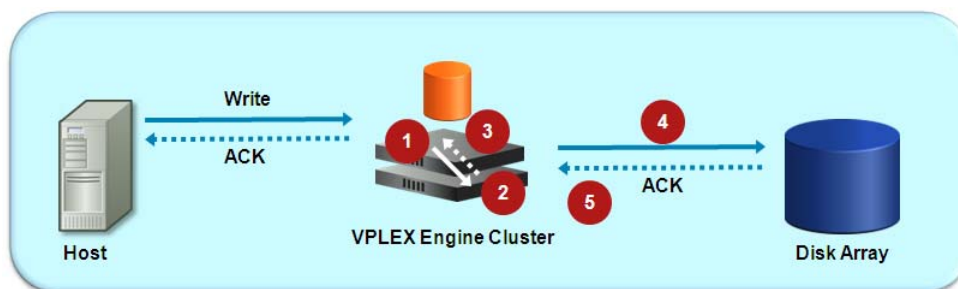 Write
ACK
1
3
2
4
ACK
5
Host
VPLEX Engine Cluster
Disk Array